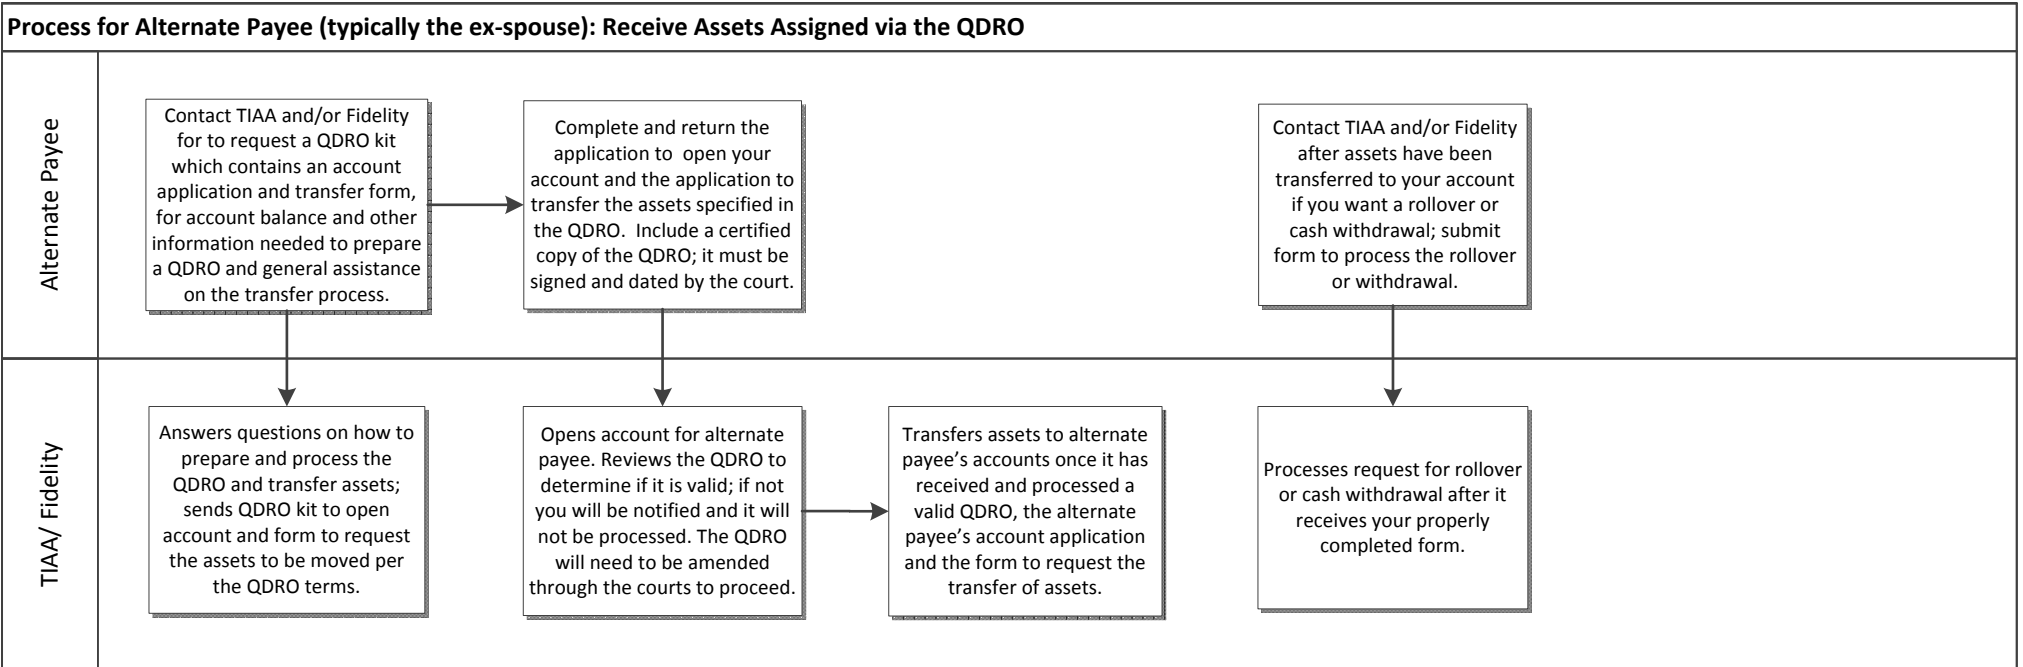 Process for Alternate Payee (typically the ex-spouse): Receive Assets Assigned via the QDRO
Alternate Payee
Contact TIAA and/or Fidelity
for to request a QDRO kit
which contains an account
application and transfer form,
for account balance and other
information needed to prepare
a QDRO and general assistance
on the transfer process.
Complete and return the
application to  open your
account and the application to
transfer the assets specified in
the QDRO.  Include a certified
copy of the QDRO; it must be
signed and dated by the court.
Contact TIAA and/or Fidelity
after assets have been
transferred to your account
if you want a rollover or
cash withdrawal; submit
form to process the rollover
or withdrawal.
TIAA/ Fidelity
Answers questions on how to
prepare and process the
QDRO and transfer assets;
sends QDRO kit to open
account and form to request
the assets to be moved per
the QDRO terms.
Opens account for alternate
payee. Reviews the QDRO to
determine if it is valid; if not
you will be notified and it will
not be processed. The QDRO
will need to be amended
through the courts to proceed.
Transfers assets to alternate
payee’s accounts once it has
received and processed a
valid QDRO, the alternate
payee’s account application
and the form to request the
transfer of assets.
Processes request for rollover
or cash withdrawal after it
receives your properly
completed form.